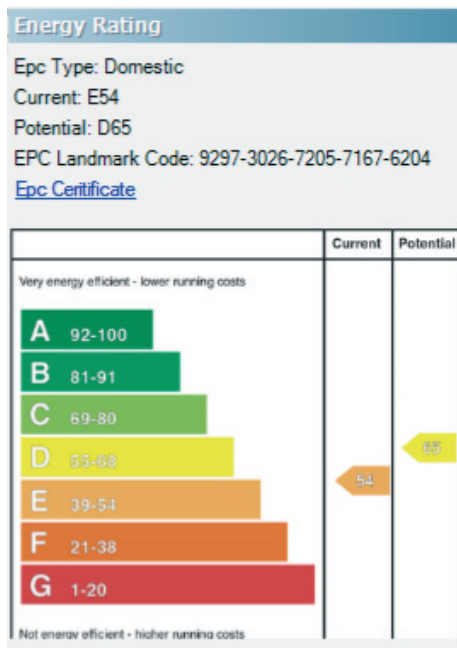 Energy Rating
Epc Type: Domestic
Current: E54
Potential: D65
EPC Landmark Code: 9297-3026-7205-7167-6204
Epc Ceritificate
Current Potential
Very energy efficient - lower running costs
A 92-100
B 81-91
C 69-80
D 55-68
65
E 39-54
54
F 21-38
G 1-20
Not energy efficient - higher running costs